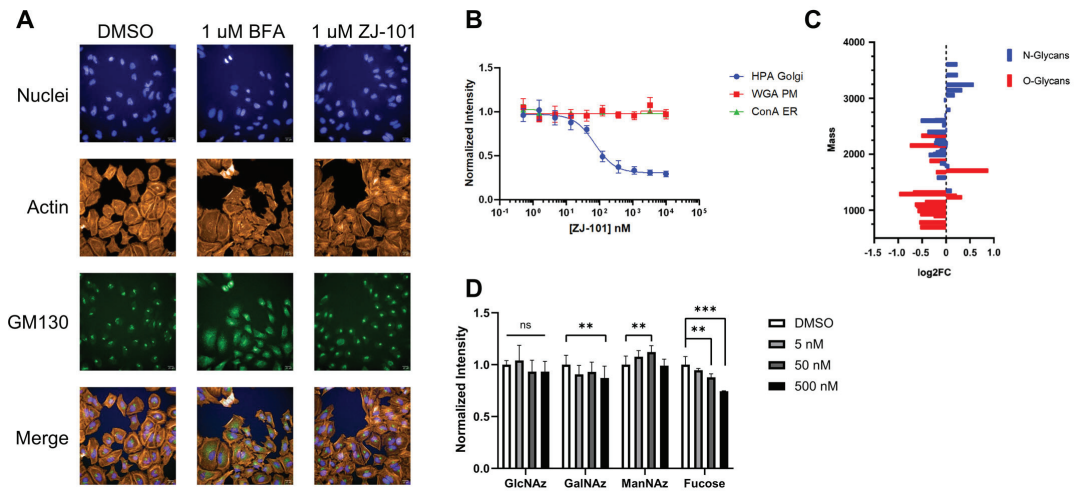 A
DMSO 1 uM BFA 1 uM ZJ-101
Nuclei
Actin
GM130
Merge
B
Normalized Intensity
1.5
1.0
0.5
0.0
10-1 100 101 102 103 104 105
[ZJ-101] nM
HPA Golgi
WGA PM
ConA ER
C
Mass
4000
3000
2000
1000
-1.5 -1.0 -0.5 0 0.5 1.0
log2FC
N-Glycans
O-Glycans
D
Normalized Intensity
1.5
1.0
0.5
0.0
ns
**
**
***
**
GlcNAz GalNAz ManNAz Fucose
DMSO
5 nM
50 nM
500 nM